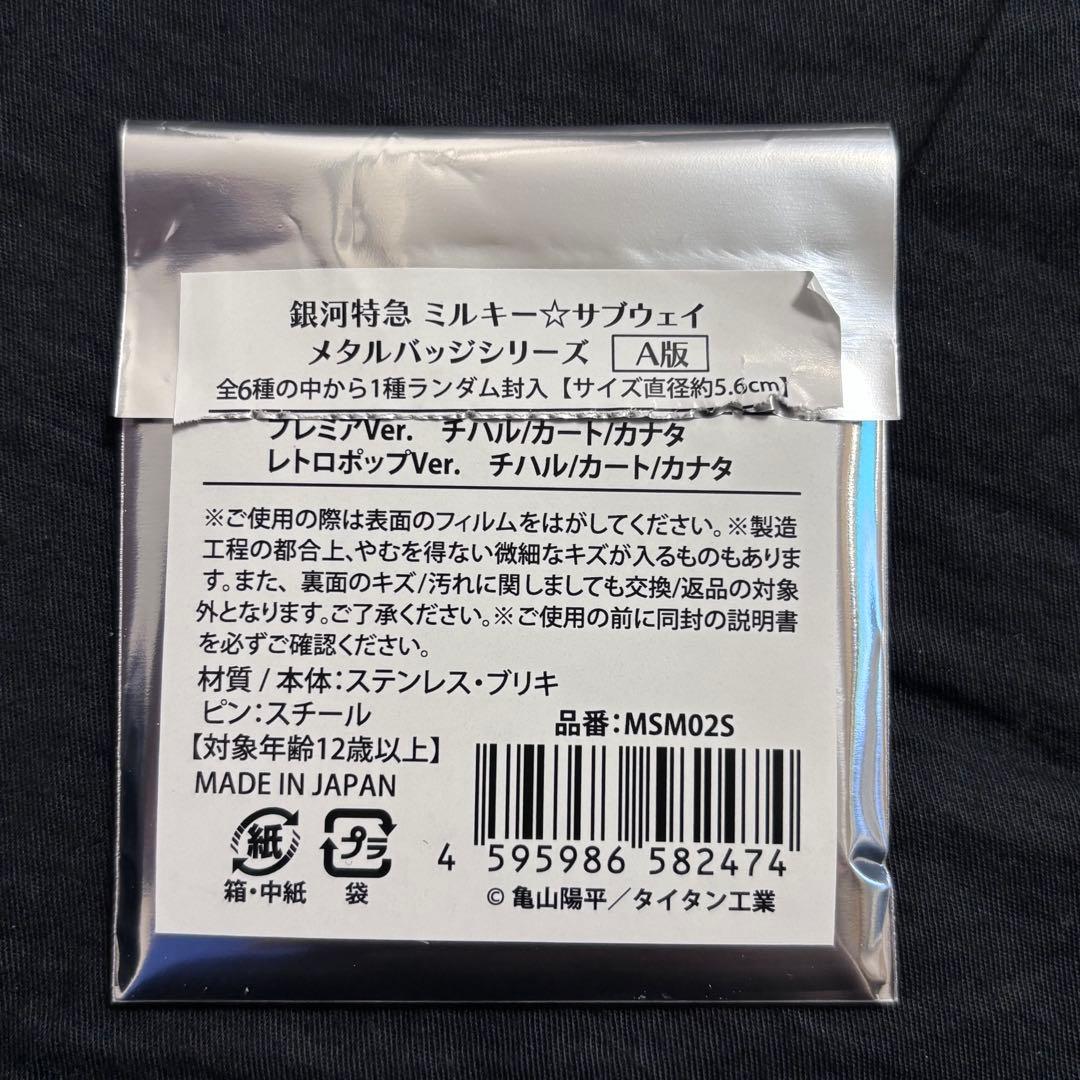 銀河特急 ミルキー☆サブウェイ
メタルバッジシリーズ A版
全6種の中から1種ランダム封入【サイズ直径約5.6cm】
プレミアVer. チハル/カート/カナタ
レトロポップVer. チハル/カート/カナタ
※ご使用の際は表面のフィルムをはがしてください。※製造
工程の都合上、やむを得ない微細なキズが入るものもありま
す。また、裏面のキズ/汚れに関しましても交換/返品の対象
外となります。ご了承ください。※ご使用の前に同封の説明書
を必ずご確認ください。
材質 / 本体：ステンレス・ブリキ
ピン：スチール
品番：MSM02S
【対象年齢12歳以上】
MADE IN JAPAN
紙
プラ
箱・中紙
袋
4 595986 582474
© 亀山陽平／タイタン工業